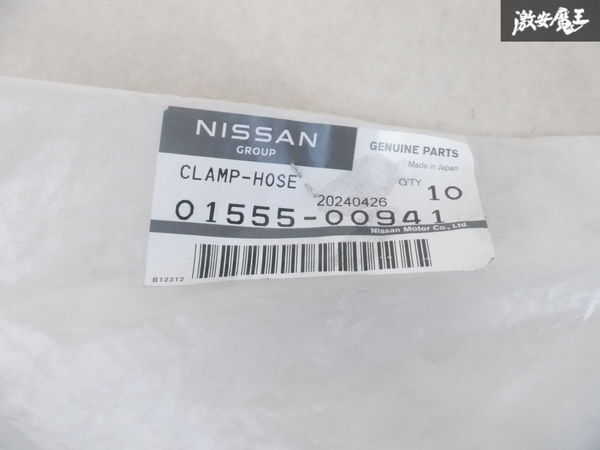 激安魔王
NISSAN
GROUP
GENUINE PARTS
Made in Japan
CLAMP-HOSE
Q'TY 10
20240426
01555-00941
Nissan Motor Co., Ltd.
B12312